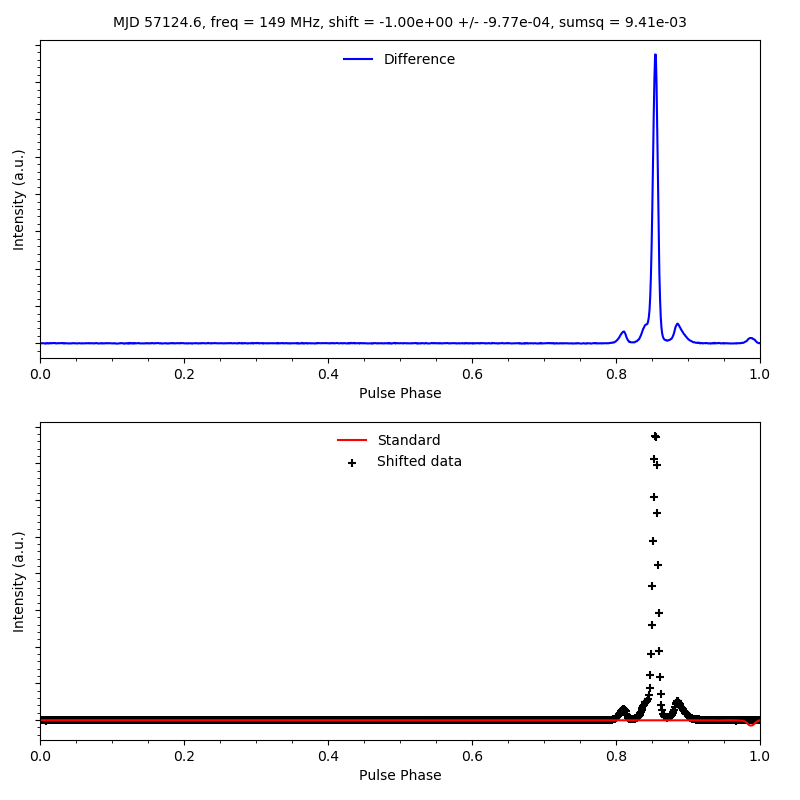 MJD 57124.6, freq = 149 MHz, shift = -1.00e+00 +/- -9.77e-04, sumsq = 9.41e-03
Difference
Intensity (a.u.)
0.0 0.2 0.4 0.6 0.8 1.0
Pulse Phase
Standard
Shifted data
Intensity (a.u.)
0.0 0.2 0.4 0.6 0.8 1.0
Pulse Phase